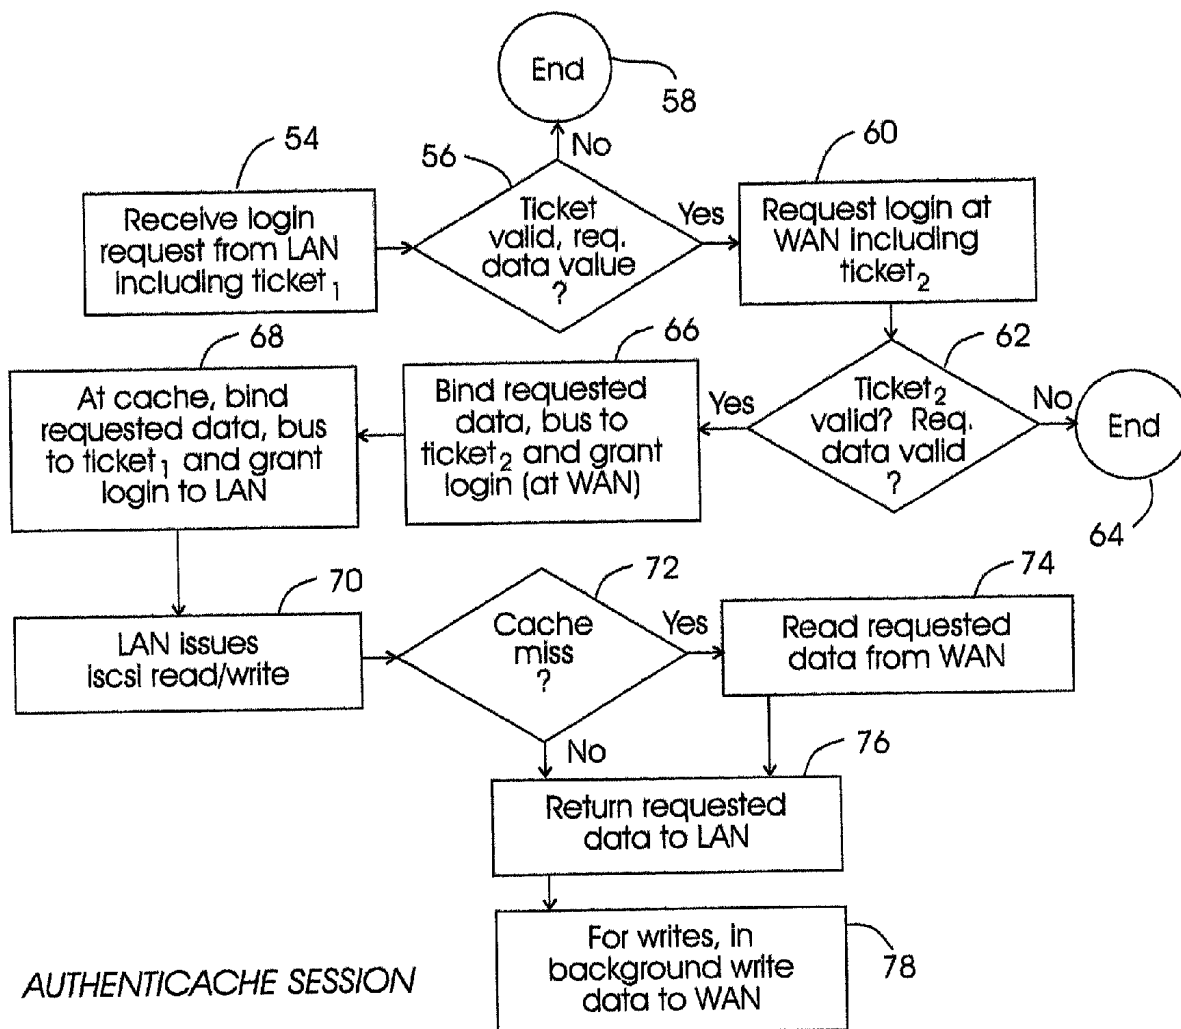 End
58
No
54
56
60
Receive login
request from LAN
including ticket1
Ticket
valid, req.
data value
?
Yes
Request login at
WAN including
ticket2
68
66
62
At cache, bind
requested data, bus
to ticket1 and grant
login to LAN
Bind requested
data, bus to
ticket2 and grant
login (at WAN)
Yes
Ticket2
valid? Req.
data valid
?
No
End
64
70
72
74
LAN issues
iscsi read/write
Cache
miss
?
Yes
Read requested
data from WAN
No
76
Return requested
data to LAN
For writes, in
background write
data to WAN
78
AUTHENTICACHE SESSION